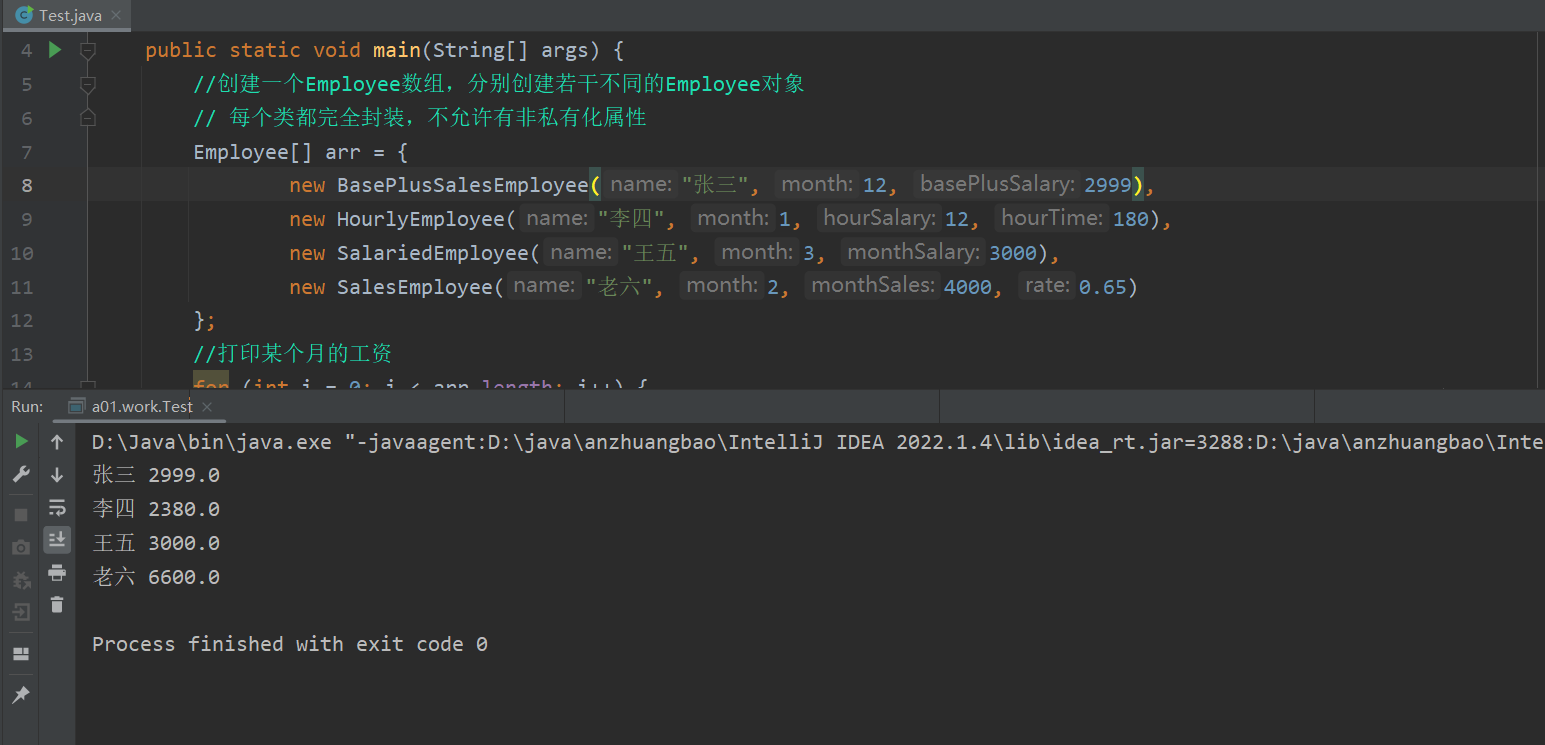 Test.java
4 public static void main(String[] args) {
5 //创建一个Employee数组，分别创建若干不同的Employee对象
6 // 每个类都完全封装，不允许有非私有化属性
7 Employee[] arr = {
8 new BasePlusSalesEmployee( name: "张三", month: 12, basePlusSalary: 2999),
9 new HourlyEmployee( name: "李四", month: 1, hourSalary: 12, hourTime: 180),
10 new SalariedEmployee( name: "王五", month: 3, monthSalary: 3000),
11 new SalesEmployee( name: "老六", month: 2, monthSales: 4000, rate: 0.65)
12 };
13 //打印某个月的工资
14 for (int i = 0; i < arr.length; i++) {
Run: a01.work.Test
D:\Java\bin\java.exe "-javaagent:D:\java\anzhuangbao\IntelliJ IDEA 2022.1.4\lib\idea_rt.jar=3288:D:\java\anzhuangbao\Inte
张三 2999.0
李四 2380.0
王五 3000.0
老六 6600.0
Process finished with exit code 0